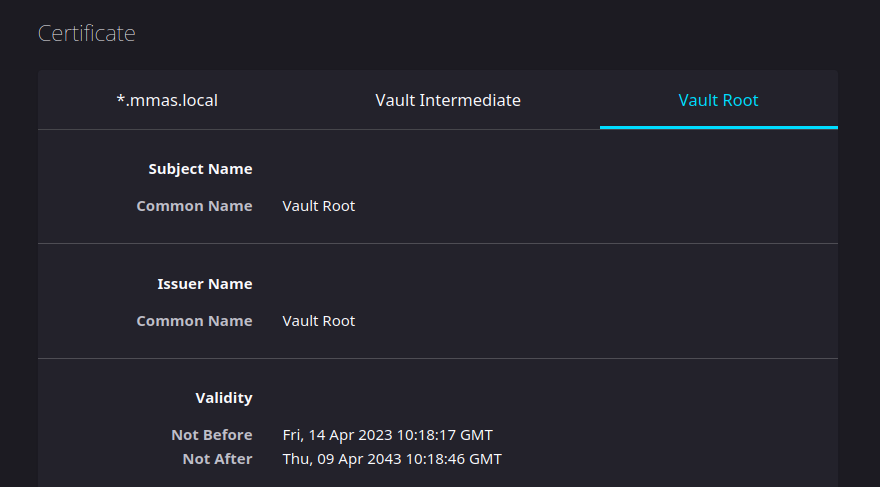 Certificate
*.mmas.local Vault Intermediate Vault Root
Subject Name
Common Name Vault Root
Issuer Name
Common Name Vault Root
Validity
Not Before Fri, 14 Apr 2023 10:18:17 GMT
Not After Thu, 09 Apr 2043 10:18:46 GMT